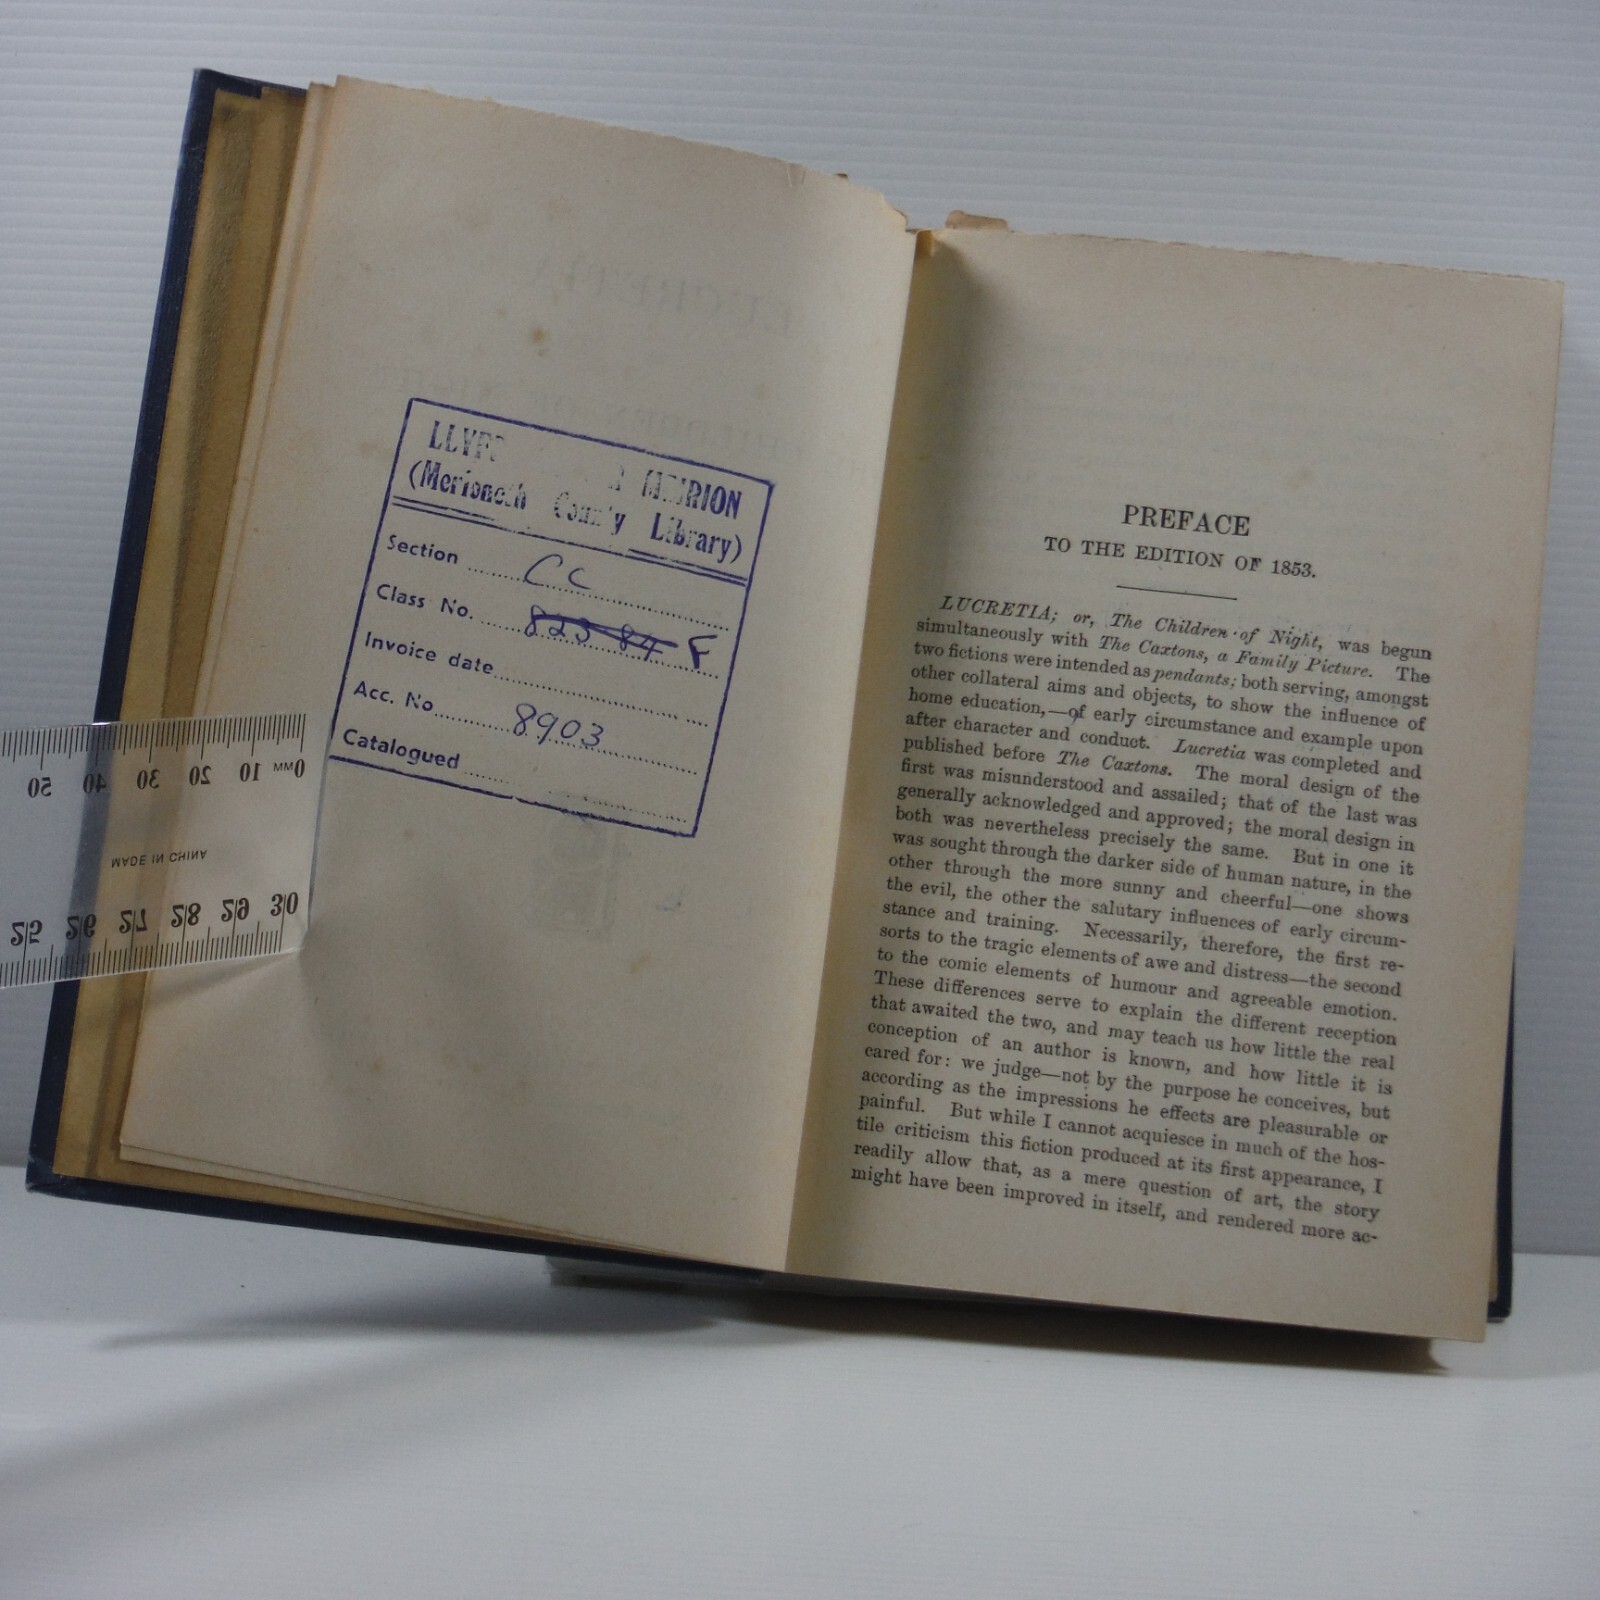 (Merioneth County Library)
Section CC
Class No. 823 84 F
Invoice date
Acc. No 8903
Catalogued
0 MM 10 20 30 40 50
MADE IN CHINA
25 26 27 28 29 30
PREFACE
TO THE EDITION OF 1853.
LUCRETIA; or, The Children of Night, was begun
simultaneously with The Caxtons, a Family Picture. The
two fictions were intended as pendants; both serving, amongst
other collateral aims and objects, to show the influence of
home education,—of early circumstance and example upon
after character and conduct. Lucretia was completed and
published before The Caxtons. The moral design of the
first was misunderstood and assailed; that of the last was
generally acknowledged and approved; the moral design in
both was nevertheless precisely the same. But in one it
was sought through the darker side of human nature, in the
other through the more sunny and cheerful—one shows
the evil, the other the salutary influences of early circum-
stance and training. Necessarily, therefore, the first re-
sorts to the tragic elements of awe and distress—the second
to the comic elements of humour and agreeable emotion.
These differences serve to explain the different reception
that awaited the two, and may teach us how little the real
conception of an author is known, and how little it is
cared for: we judge—not by the purpose he conceives, but
according as the impressions he effects are pleasurable or
painful. But while I cannot acquiesce in much of the hos-
tile criticism this fiction produced at its first appearance, I
readily allow that, as a mere question of art, the story
might have been improved in itself, and rendered more ac-